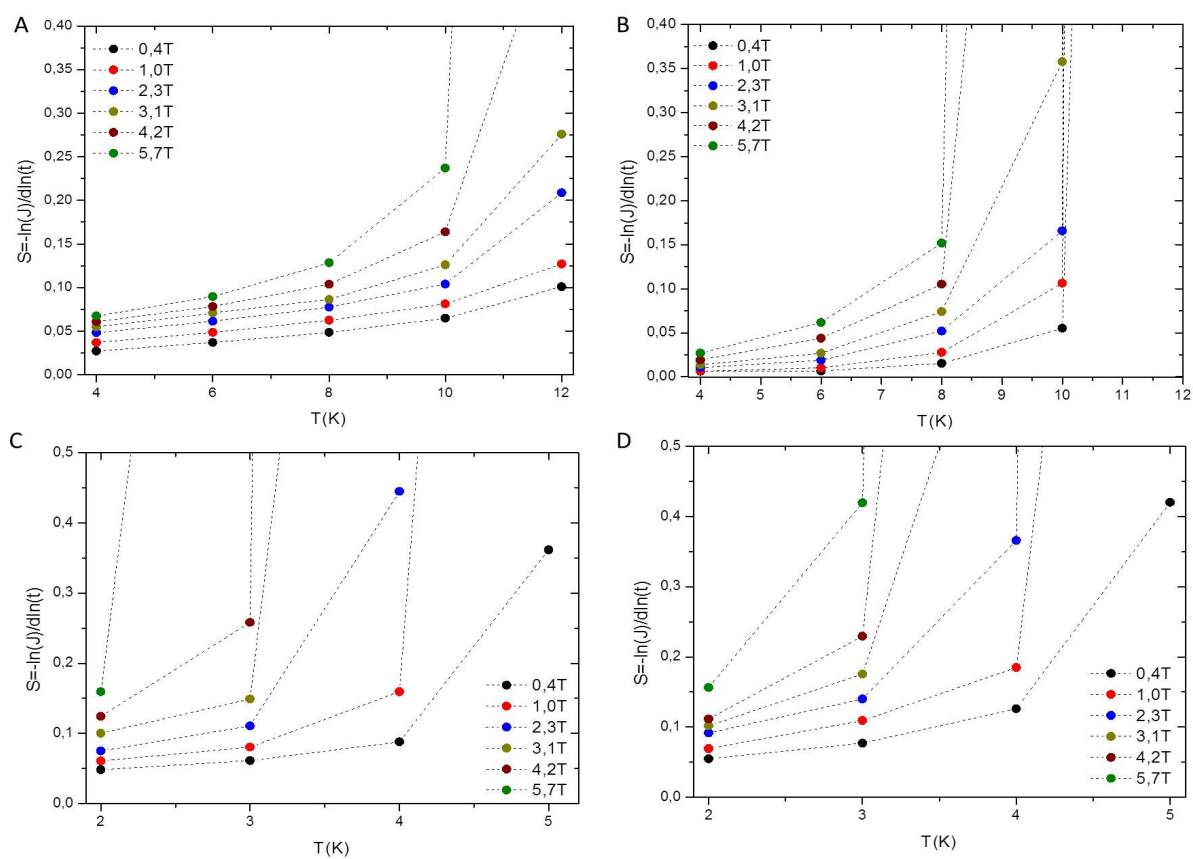 A
0,40
0,35
0,30
0,25
0,20
0,15
0,10
0,05
0,00
S=-ln(J)/dln(t)
0,4T
1,0T
2,3T
3,1T
4,2T
5,7T
4
6
8
10
12
T(K)
B
0,40
0,35
0,30
0,25
0,20
0,15
0,10
0,05
0,00
S=-ln(J)/dln(t)
0,4T
1,0T
2,3T
3,1T
4,2T
5,7T
4
5
6
7
8
9
10
11
12
T(K)
C
0,5
0,4
0,3
0,2
0,1
0,0
S=-ln(J)/dln(t)
0,4T
1,0T
2,3T
3,1T
4,2T
5,7T
2
3
4
5
T(K)
D
0,5
0,4
0,3
0,2
0,1
0,0
S=-ln(J)/dln(t)
0,4T
1,0T
2,3T
3,1T
4,2T
5,7T
2
3
4
5
T(K)